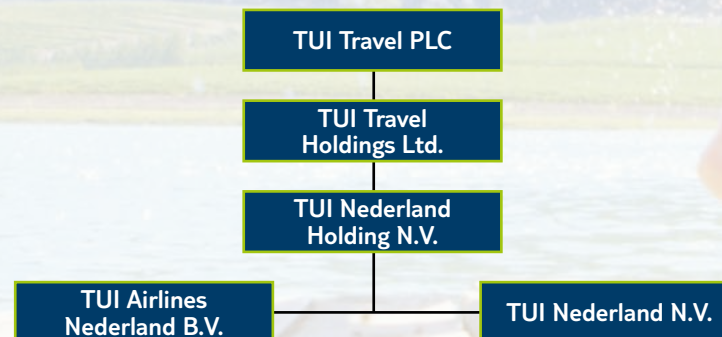 TUI Travel PLC
TUI Travel
Holdings Ltd.
TUI Nederland
Holding N.V.
TUI Airlines
Nederland B.V.
TUI Nederland N.V.